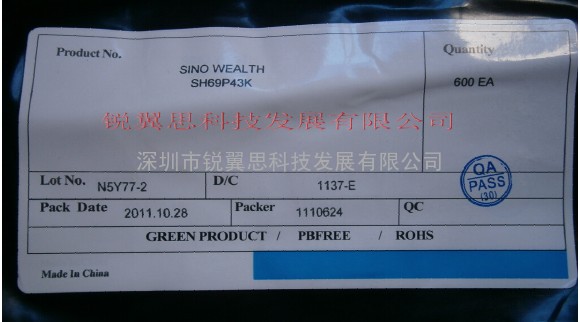 Product No.
Quantity
SINO WEALTH
SH69P43K
600 EA
锐翼思科技发展有限公司
深圳市锐翼思科技发展有限公司
Lot No. N5Y77-2 D/C 1137-E
QA
PASS
(30)
Pack Date 2011.10.28 Packer 1110624 QC
GREEN PRODUCT / PBFREE / ROHS
Made In China